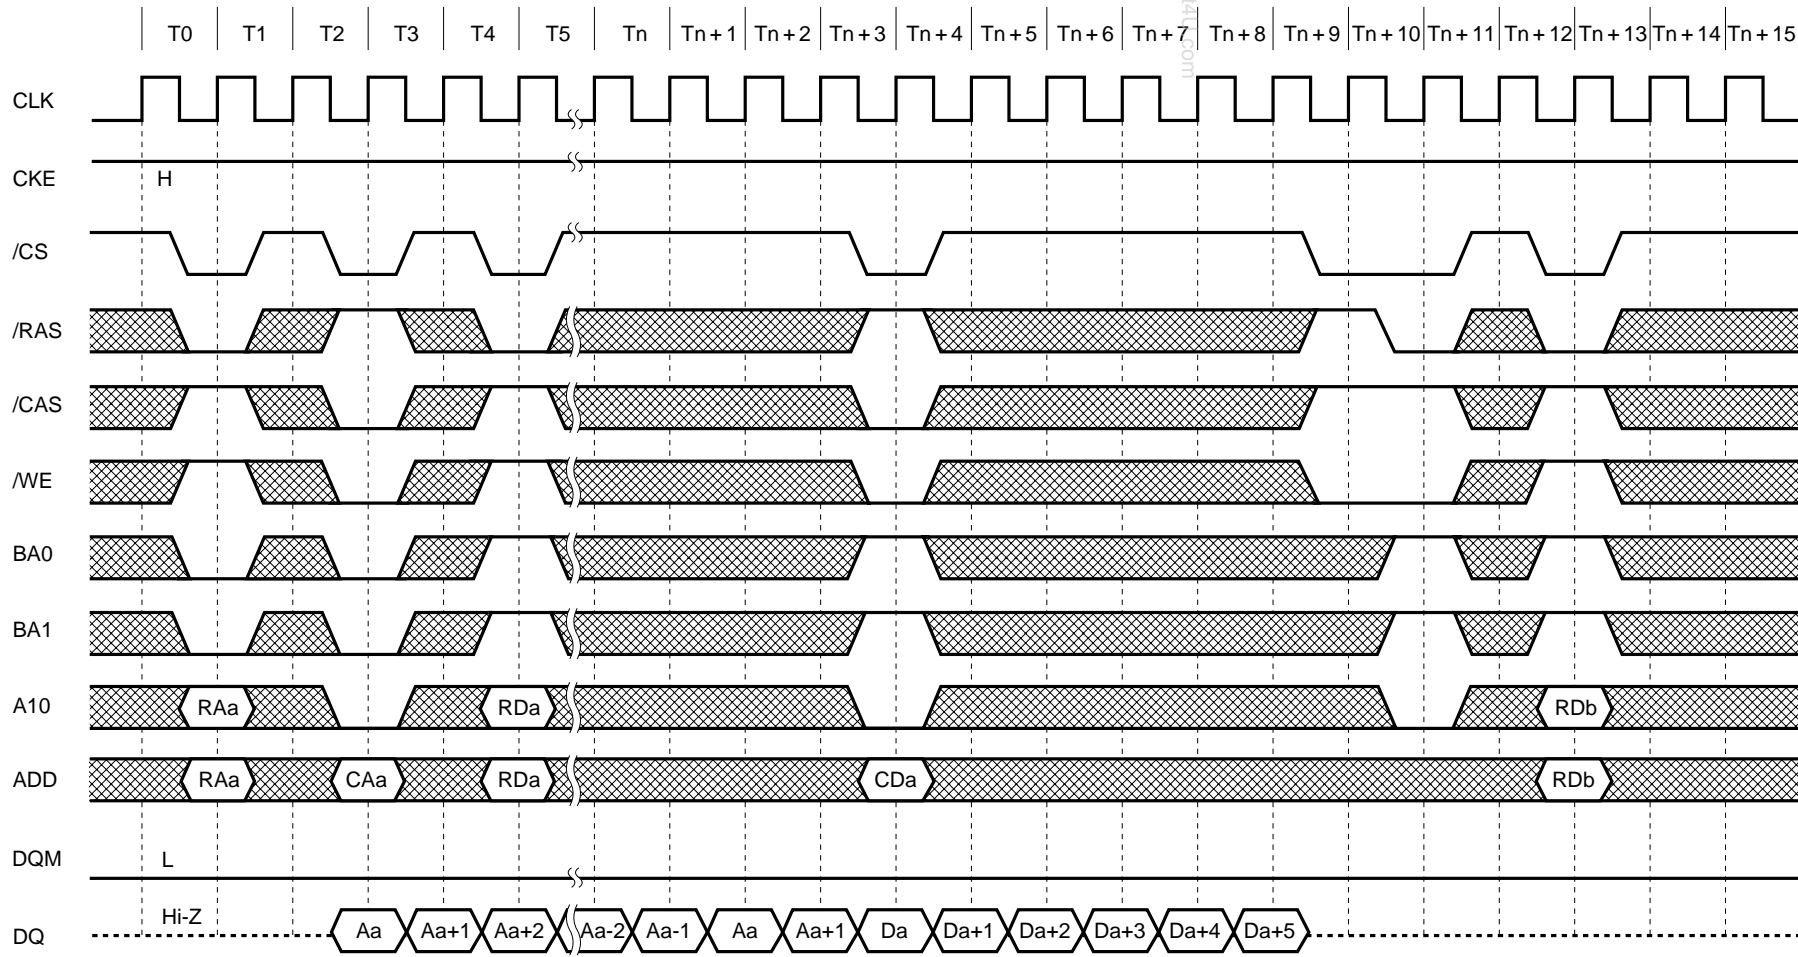 T0 T1 T2 T3 T4 T5 Tn Tn+1 Tn+2 Tn+3 Tn+4 Tn+5 Tn+6 Tn+7 Tn+8 Tn+9 Tn+10 Tn+11 Tn+12 Tn+13 Tn+14 Tn+15
CLK
CKE H
/CS
/RAS
/CAS
/WE
BA0
BA1
A10 RAa RDa RDb
ADD RAa CAa RDa CDa RDb
DQM L
Hi-Z
DQ Aa Aa+1 Aa+2 Aa-2 Aa-1 Aa Aa+1 Da Da+1 Da+2 Da+3 Da+4 Da+5